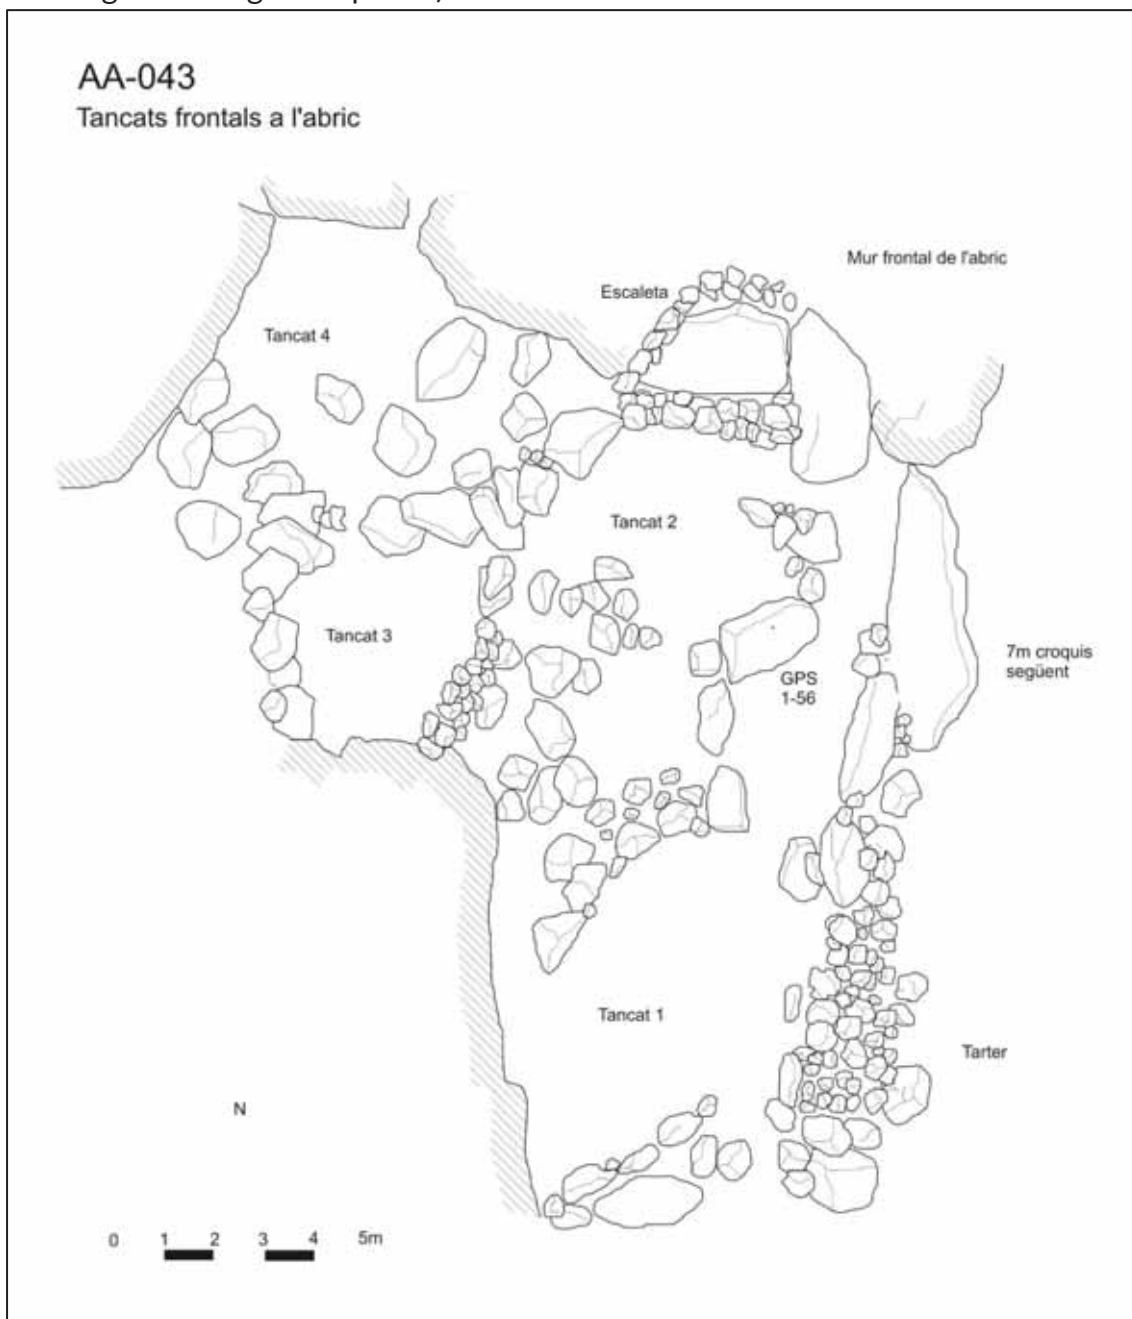 AA-043
Tancats frontals a l'abric
Mur frontal de l'abric
Escaleta
Tancat 4
Tancat 2
Tancat 3
7m croquis
següent
GPS
1-56
Tancat 1
Tarter
N
0 1 2 3 4 5m